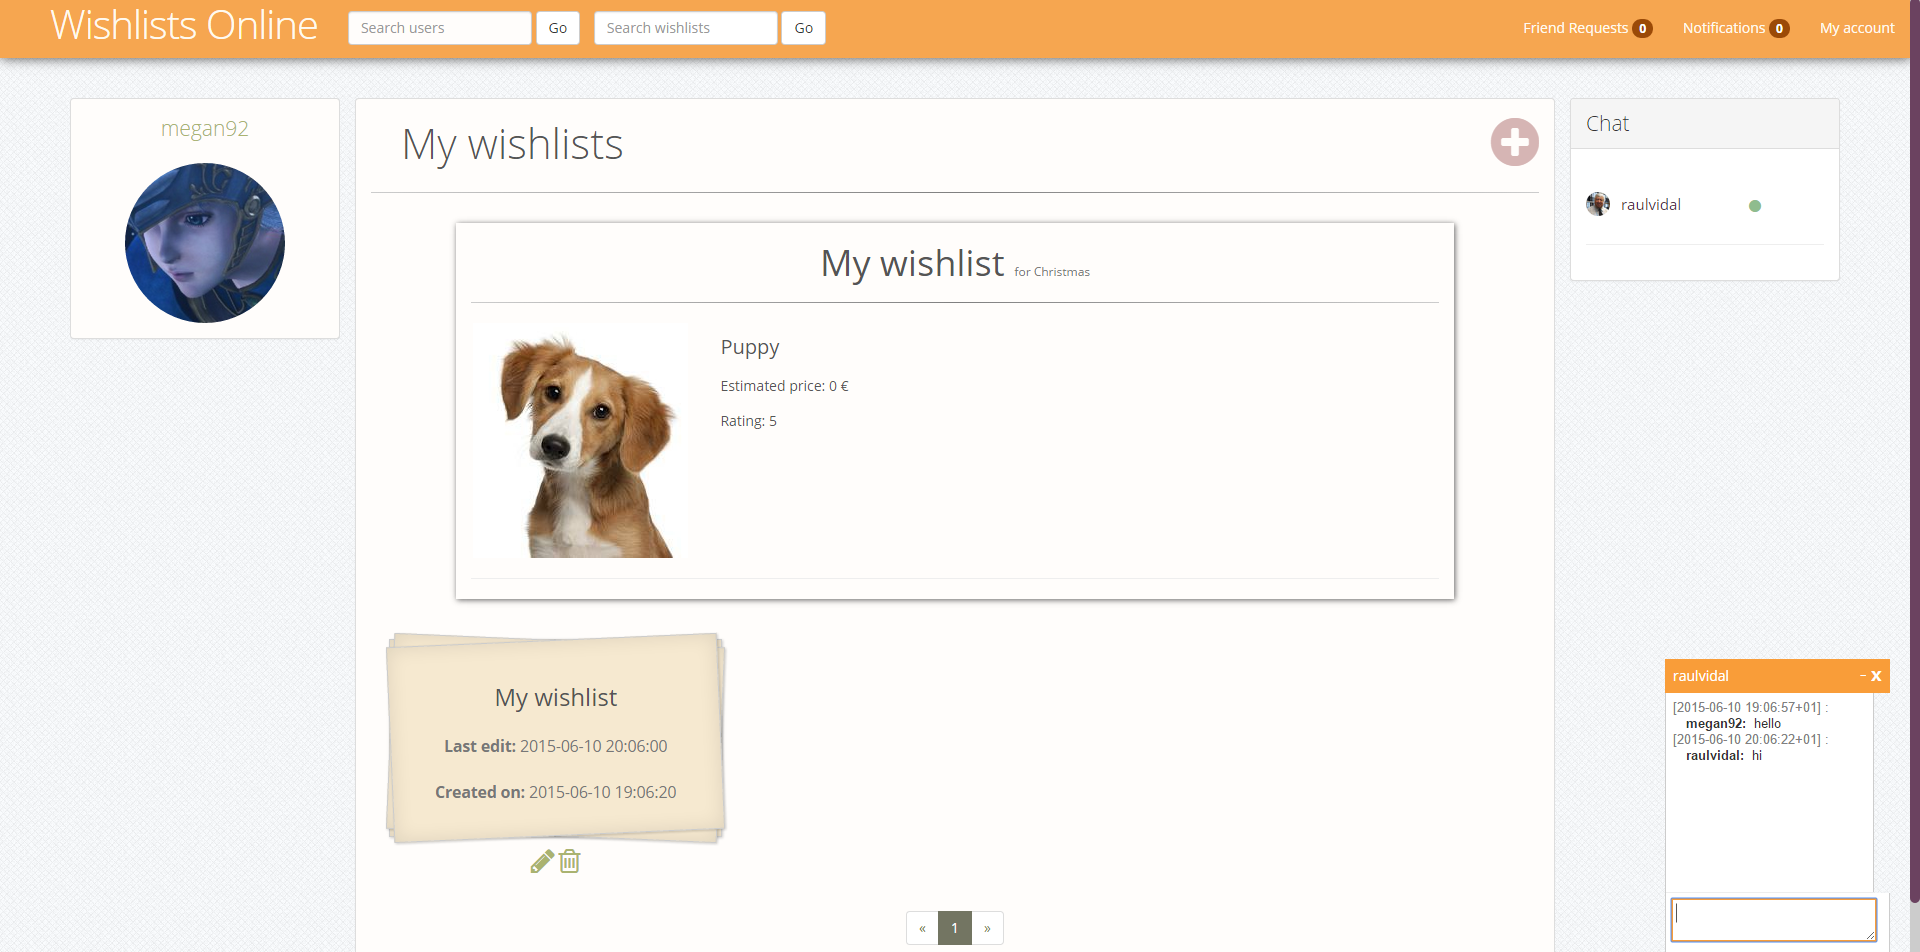 Wishlists Online
Search users
Go
Search wishlists
Go
Friend Requests 0
Notifications 0
My account
megan92
My wishlists
Chat
raulvidal
My wishlist for Christmas
Puppy
Estimated price: 0 €
Rating: 5
My wishlist
Last edit: 2015-06-10 20:06:00
Created on: 2015-06-10 19:06:20
« 1 »
raulvidal - X
[2015-06-10 19:06:57+01] :
megan92: hello
[2015-06-10 20:06:22+01] :
raulvidal: hi